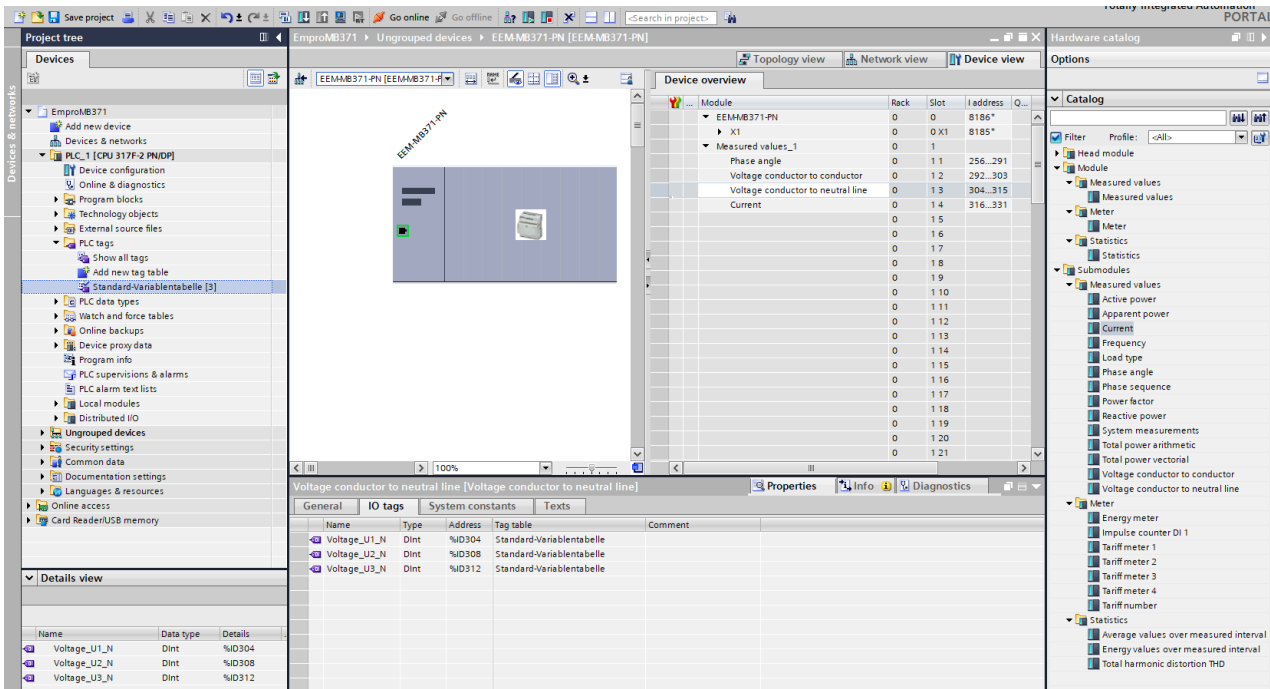 Totally Integrated Automation
PORTAL
Save project
Go online
Go offline
<Search in project>
Project tree
EmproMB371 ▸ Ungrouped devices ▸ EEM-MB371-PN [EEM-MB371-PN]
Hardware catalog
Devices
Topology view
Network view
Device view
Options
Devices & networks
EEM-MB371-PN [EEM-MB371-P
Device overview
Catalog
... Module Rack Slot I address Q...
EmproMB371
EEM-MB371-PN 0 0 8186*
Add new device
X1 0 0 X1 8185*
Filter Profile: <All>
Devices & networks
Measured values_1 0 1
Head module
PLC_1 [CPU 317F-2 PN/DP]
Phase angle 0 1 1 256...291
Module
Device configuration
Voltage conductor to conductor 0 1 2 292...303
Measured values
Online & diagnostics
Voltage conductor to neutral line 0 1 3 304...315
Measured values
Program blocks
Current 0 1 4 316...331
Meter
Technology objects
0 1 5
Meter
External source files
0 1 6
Statistics
PLC tags
0 1 7
Statistics
Show all tags
0 1 8
Submodules
Add new tag table
0 1 9
Measured values
Standard-Variablentabelle [3]
0 1 10
Active power
PLC data types
0 1 11
Apparent power
Watch and force tables
0 1 12
Current
Online backups
0 1 13
Frequency
Device proxy data
0 1 14
Load type
Program info
0 1 15
Phase angle
PLC supervisions & alarms
0 1 16
Phase sequence
PLC alarm text lists
0 1 17
Power factor
Local modules
0 1 18
Reactive power
Distributed I/O
0 1 19
System measurements
Ungrouped devices
0 1 20
Total power arithmetic
Security settings
0 1 21
Total power vectorial
Common data
100%
Voltage conductor to conductor
Documentation settings
Voltage conductor to neutral line
Languages & resources
Voltage conductor to neutral line [Voltage conductor to neutral line]
Properties
Info
Diagnostics
Meter
Online access
General
IO tags
System constants
Texts
Energy meter
Card Reader/USB memory
Name Type Address Tag table Comment
Impulse counter DI 1
Voltage_U1_N DInt %ID304 Standard-Variablentabelle
Tariff meter 1
Voltage_U2_N DInt %ID308 Standard-Variablentabelle
Tariff meter 2
Voltage_U3_N DInt %ID312 Standard-Variablentabelle
Tariff meter 3
Details view
Tariff meter 4
Tariff number
Statistics
Name Data type Details
Average values over measured interval
Voltage_U1_N DInt %ID304
Energy values over measured interval
Voltage_U2_N DInt %ID308
Total harmonic distortion THD
Voltage_U3_N DInt %ID312
EEM-MB371-PN